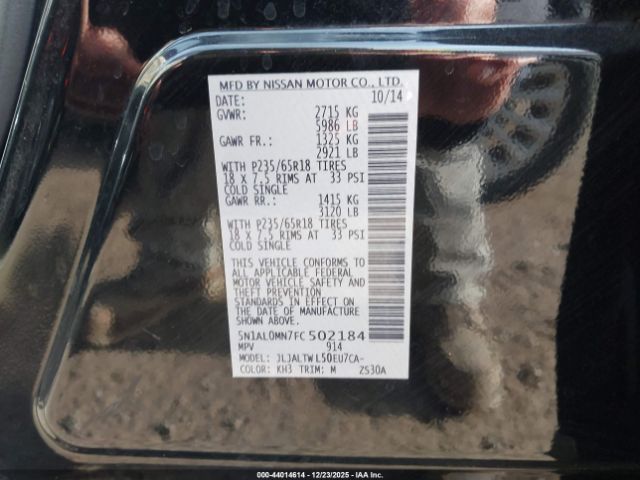 MFD BY NISSAN MOTOR CO., LTD.
DATE: 10/14
GVWR: 2715 KG
5986 LB
GAWR FR.: 1325 KG
2921 LB
WITH P235/65R18 TIRES
18 X 7.5 RIMS AT 33 PSI
COLD SINGLE
GAWR RR.: 1415 KG
3120 LB
WITH P235/65R18 TIRES
18 X 7.5 RIMS AT 33 PSI
COLD SINGLE
THIS VEHICLE CONFORMS TO
ALL APPLICABLE FEDERAL
MOTOR VEHICLE SAFETY AND
THEFT PREVENTION
STANDARDS IN EFFECT ON
THE DATE OF MANUFACTURE
SHOWN ABOVE.
5N1AL0MN7FC502184
MPV 914
MODEL: JLJALTWL50EU7CA-
COLOR: KH3 TRIM: M ZS30A
000-44014614 - 12/23/2025 - IAAI.CA